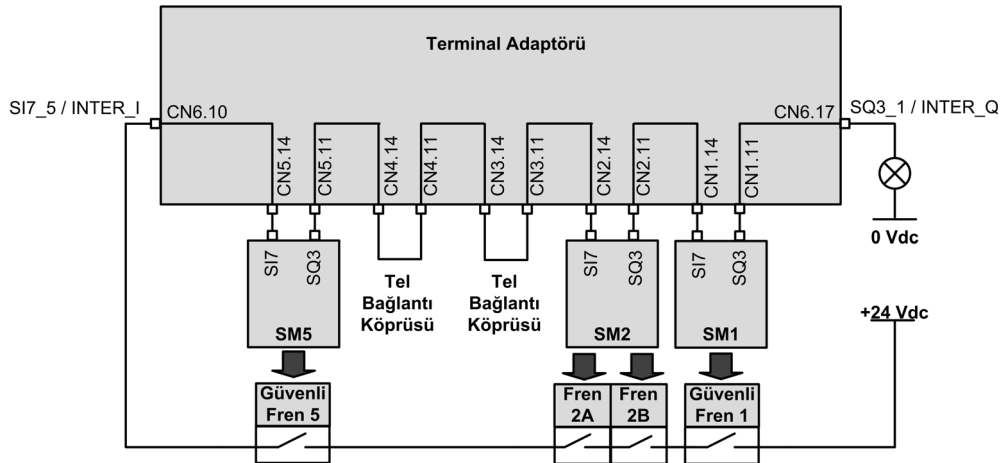 Terminal Adaptörü
SI7_5 / INTER_I
CN6.10
CN6.17
SQ3_1 / INTER_Q
CN5.14
CN5.11
CN4.14
CN4.11
CN3.14
CN3.11
CN2.14
CN2.11
CN1.14
CN1.11
0 Vdc
SI7
SQ3
SM5
Tel
Bağlantı
Köprüsü
Tel
Bağlantı
Köprüsü
SI7
SQ3
SM2
SI7
SQ3
SM1
+24 Vdc
Güvenli
Fren 5
Fren
2A
Fren
2B
Güvenli
Fren 1